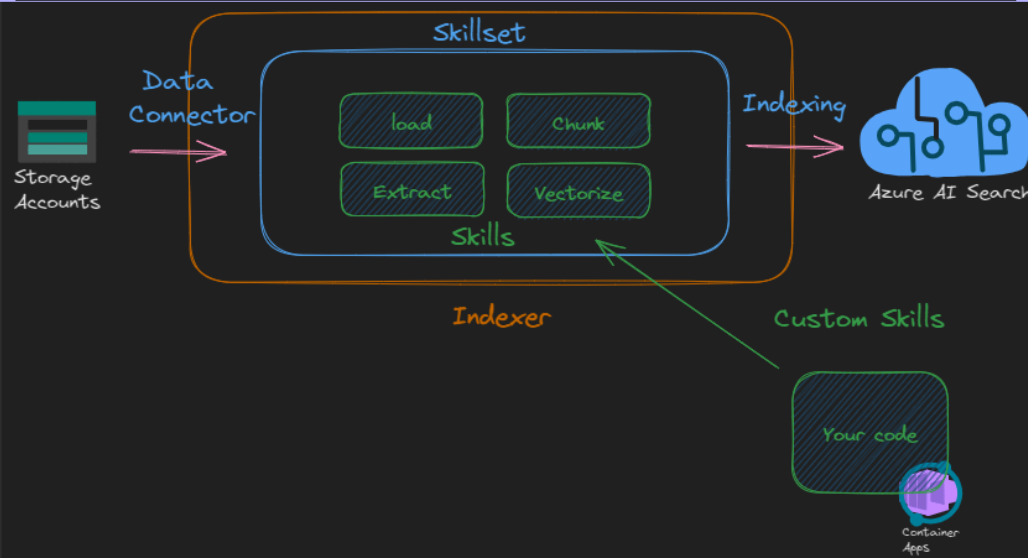 Skillset
Data
Connector
Indexing
load
Chunk
Extract
Vectorize
Skills
Storage
Accounts
Azure AI Search
Indexer
Custom Skills
Your code
Container
Apps